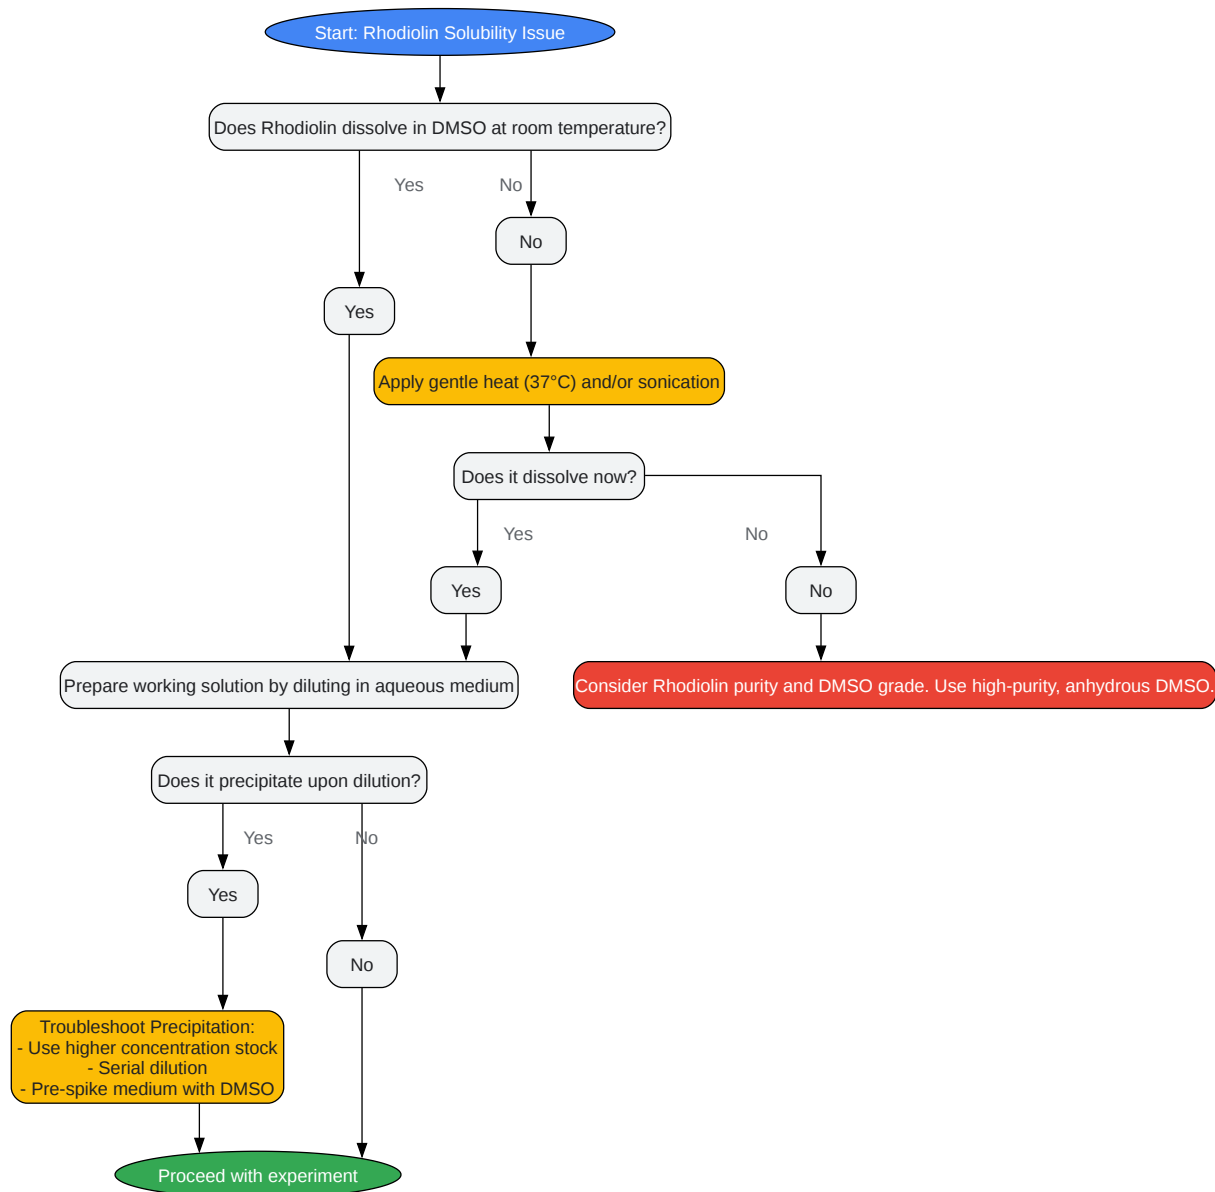 Start: Rhodiolin Solubility Issue
Does Rhodiolin dissolve in DMSO at room temperature?
Yes
No
No
Yes
Apply gentle heat (37°C) and/or sonication
Does it dissolve now?
Yes
No
Yes
No
Prepare working solution by diluting in aqueous medium
Consider Rhodiolin purity and DMSO grade. Use high-purity, anhydrous DMSO.
Does it precipitate upon dilution?
Yes
No
Yes
No
Troubleshoot Precipitation:
- Use higher concentration stock
- Serial dilution
- Pre-spike medium with DMSO
Proceed with experiment